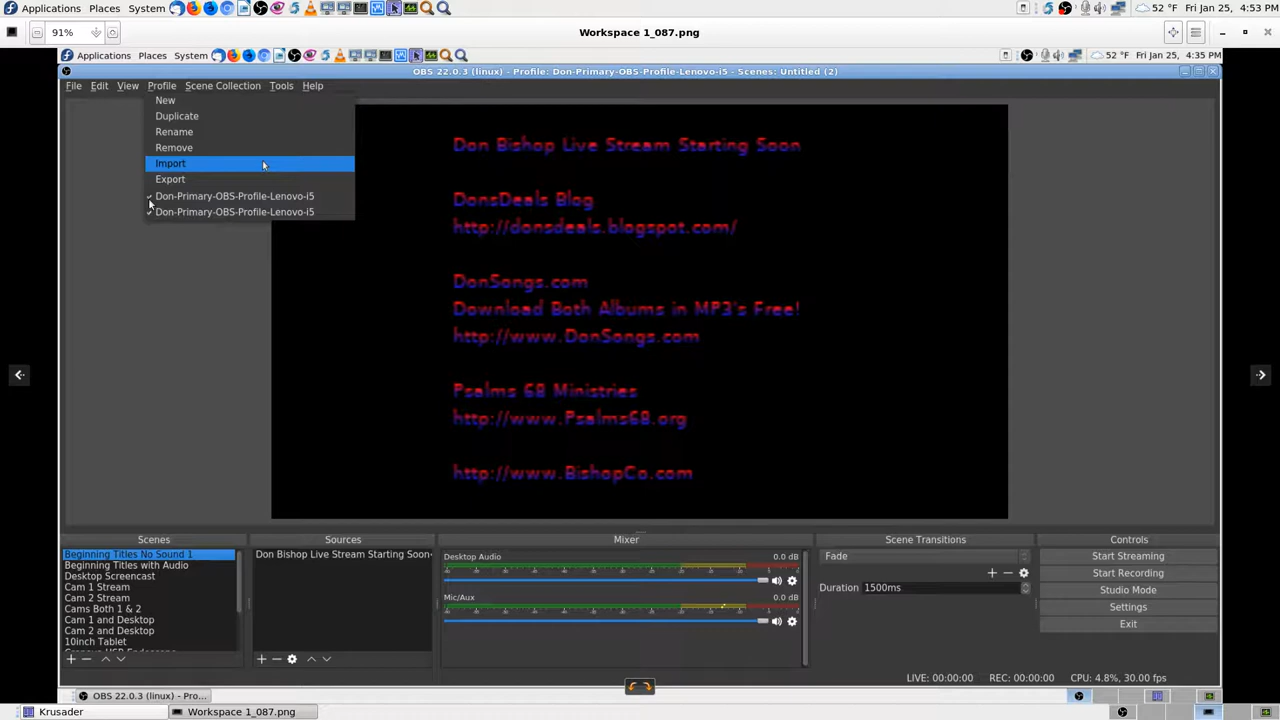 Applications Places System 52 °F Fri Jan 25, 4:53 PM
91% Workspace 1_087.png
Applications Places System 52 °F Fri Jan 25, 4:35 PM
OBS 22.0.3 (linux) - Profile: Don-Primary-OBS-Profile-Lenovo-i5 - Scenes: Untitled (2)
File Edit View Profile Scene Collection Tools Help
New
Duplicate
Rename
Remove
Import
Export
Don-Primary-OBS-Profile-Lenovo-i5
Don-Primary-OBS-Profile-Lenovo-i5
Don Bishop Live Stream Starting Soon
DonsDeals Blog
http://donsdeals.blogspot.com/
DonSongs.com
Download Both Albums in MP3's Free!
http://www.DonSongs.com
Psalms 68 Ministries
http://www.Psalms68.org
http://www.BishopCo.com
Scenes
Beginning Titles No Sound 1
Beginning Titles with Audio
Desktop Screencast
Cam 1 Stream
Cam 2 Stream
Cams Both 1 & 2
Cam 1 and Desktop
Cam 2 and Desktop
10inch Tablet
Sources
Don Bishop Live Stream Starting Soon
Mixer
Desktop Audio 0.0 dB
Mic/Aux 0.0 dB
Scene Transitions
Fade
Duration 1500ms
Controls
Start Streaming
Start Recording
Studio Mode
Settings
Exit
LIVE: 00:00:00 REC: 00:00:00 CPU: 4.8%, 30.00 fps
OBS 22.0.3 (linux) - Pro...
Krusader Workspace 1_087.png